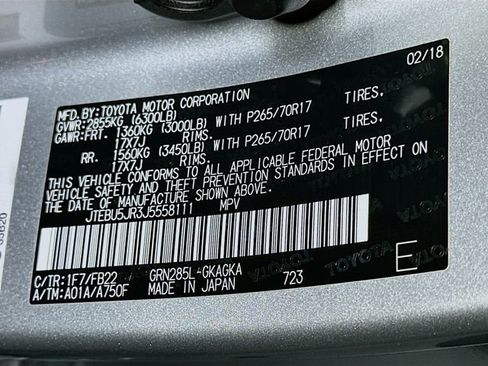 02/18
MFD.BY:TOYOTA MOTOR CORPORATION
GVWR:2855KG (6300LB)
GAWR:FRT. 1360KG (3000LB) WITH P265/70R17 TIRES,
17X7J RIMS.
RR. 1560KG (3450LB) WITH P265/70R17 TIRES,
17X7J RIMS.
THIS VEHICLE CONFORMS TO ALL APPLICABLE FEDERAL MOTOR
VEHICLE SAFETY AND THEFT PREVENTION STANDARDS IN EFFECT ON
THE DATE OF MANUFACTURE SHOWN ABOVE.
JTEBU5JR3J5558111 MPV
C/TR:1F7/FB22 GRN285L-GKAGKA
A/TM:A01A/A750F MADE IN JAPAN 723 E